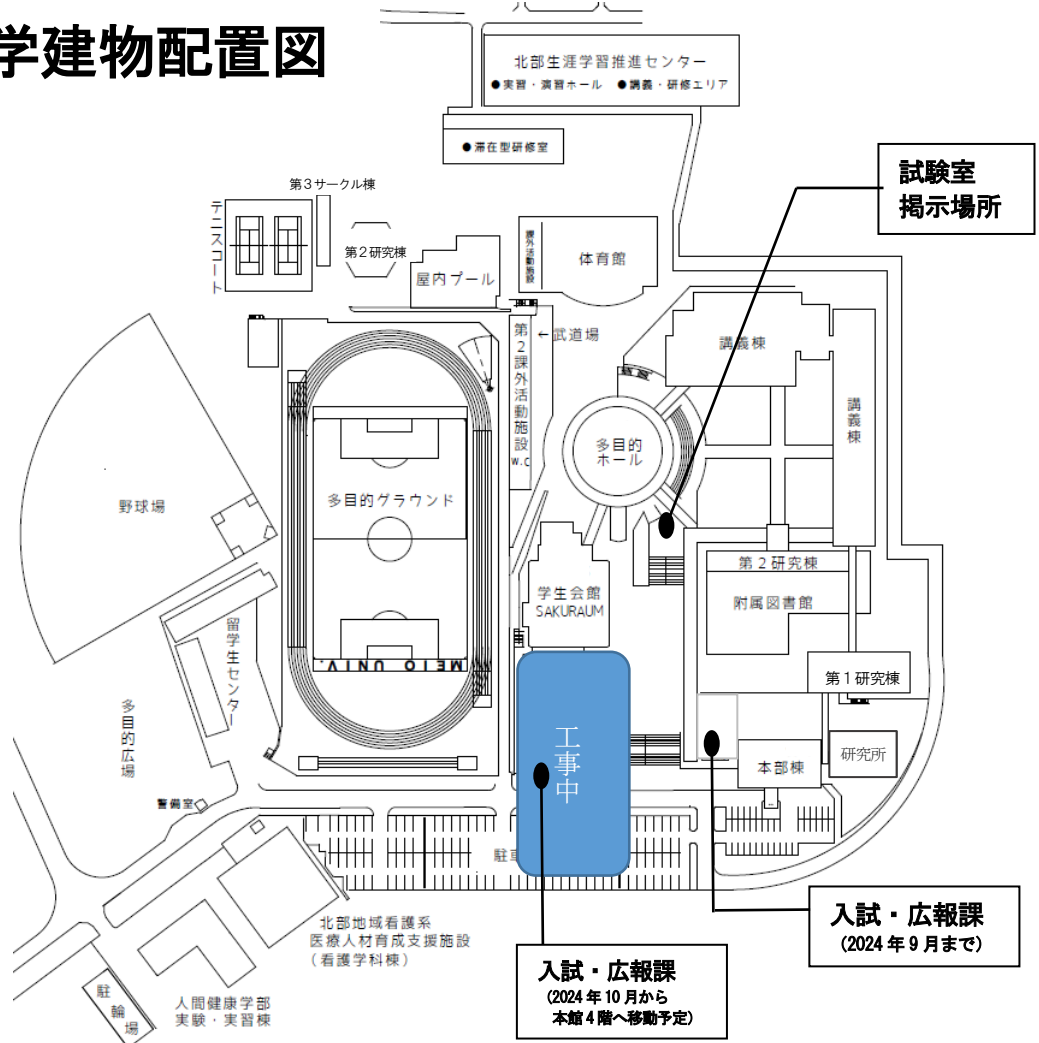 学建物配置図
北部生涯学習推進センター
●実習・演習ホール ●講義・研修エリア
●滞在型研修室
試験室
掲示場所
第3サークル棟
テニスコート
第2研究棟
屋内プール
課外活動施設
体育館
←武道場
第2課外活動施設
W.C
講義棟
講義棟
多目的
ホール
野球場
多目的グラウンド
学生会館
SAKURAUM
第2研究棟
附属図書館
MEIO UNIV.
留学生センター
多目的広場
第1研究棟
工事中
本部棟
研究所
警備室
駐
北部地域看護系
医療人材育成支援施設
(看護学科棟)
入試・広報課
(2024年9月まで)
入試・広報課
(2024年10月から
本館4階へ移動予定)
人間健康学部
実験・実習棟
駐輪場